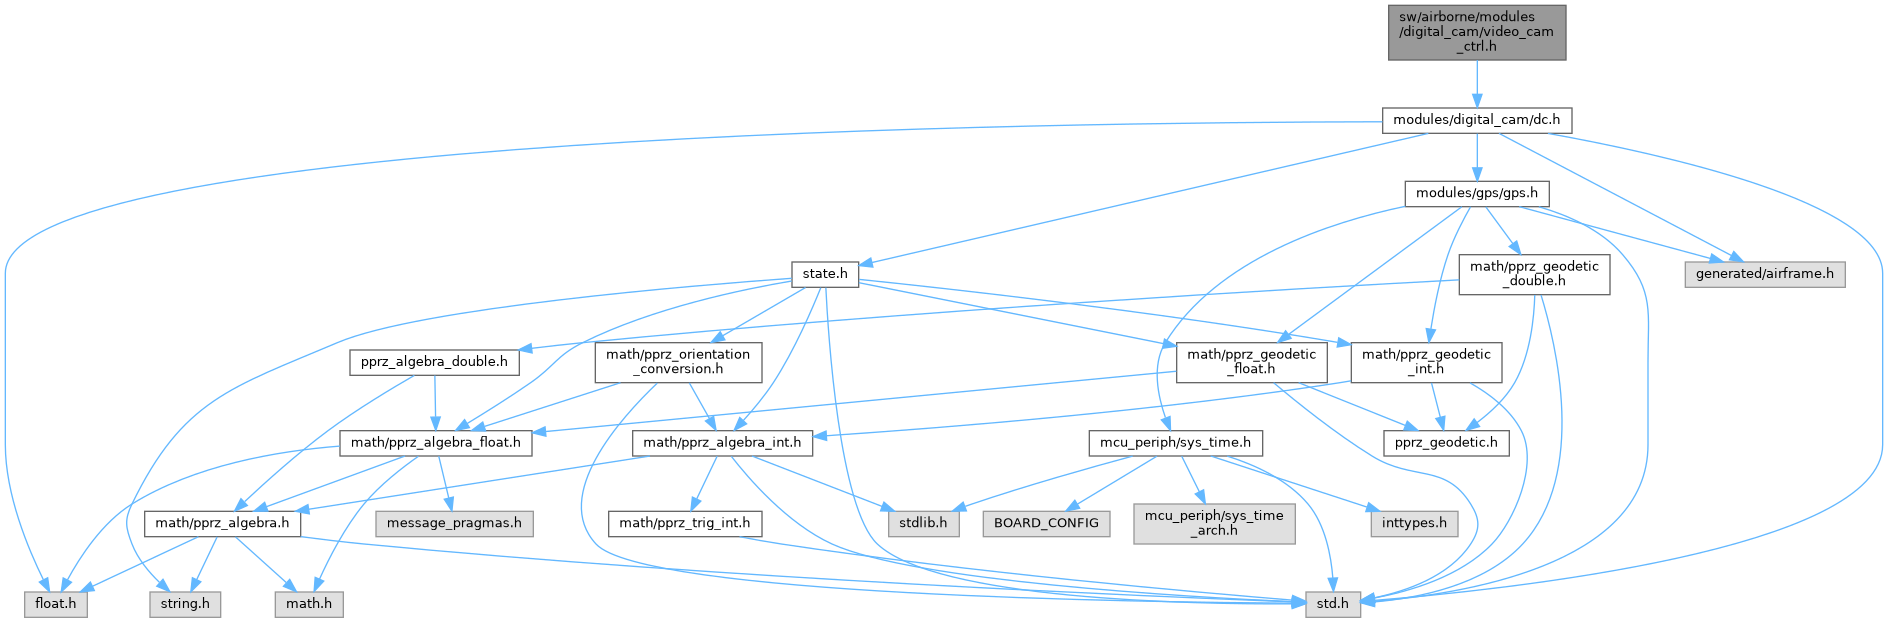 sw/airborne/modules
/digital_cam/video_cam
_ctrl.h
modules/digital_cam/dc.h
modules/gps/gps.h
state.h
math/pprz_geodetic
_double.h
generated/airframe.h
pprz_algebra_double.h
math/pprz_orientation
_conversion.h
math/pprz_geodetic
_float.h
math/pprz_geodetic
_int.h
math/pprz_algebra_float.h
math/pprz_algebra_int.h
mcu_periph/sys_time.h
pprz_geodetic.h
math/pprz_algebra.h
message_pragmas.h
math/pprz_trig_int.h
stdlib.h
BOARD_CONFIG
mcu_periph/sys_time
_arch.h
inttypes.h
float.h
string.h
math.h
std.h